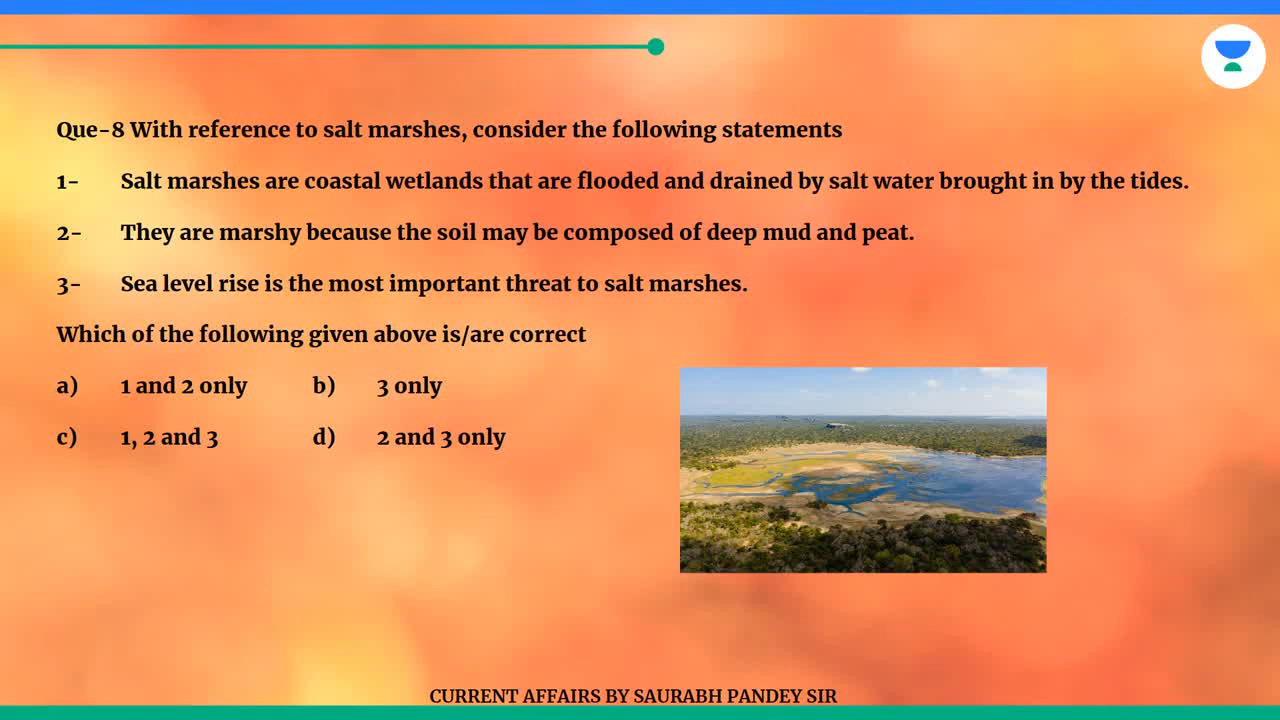 Que-8 With reference to salt marshes, consider the following statements
1- Salt marshes are coastal wetlands that are flooded and drained by salt water brought in by the tides.
2- They are marshy because the soil may be composed of deep mud and peat.
3- Sea level rise is the most important threat to salt marshes.
Which of the following given above is/are correct
a) 1 and 2 only b) 3 only
c) 1, 2 and 3 d) 2 and 3 only
CURRENT AFFAIRS BY SAURABH PANDEY SIR